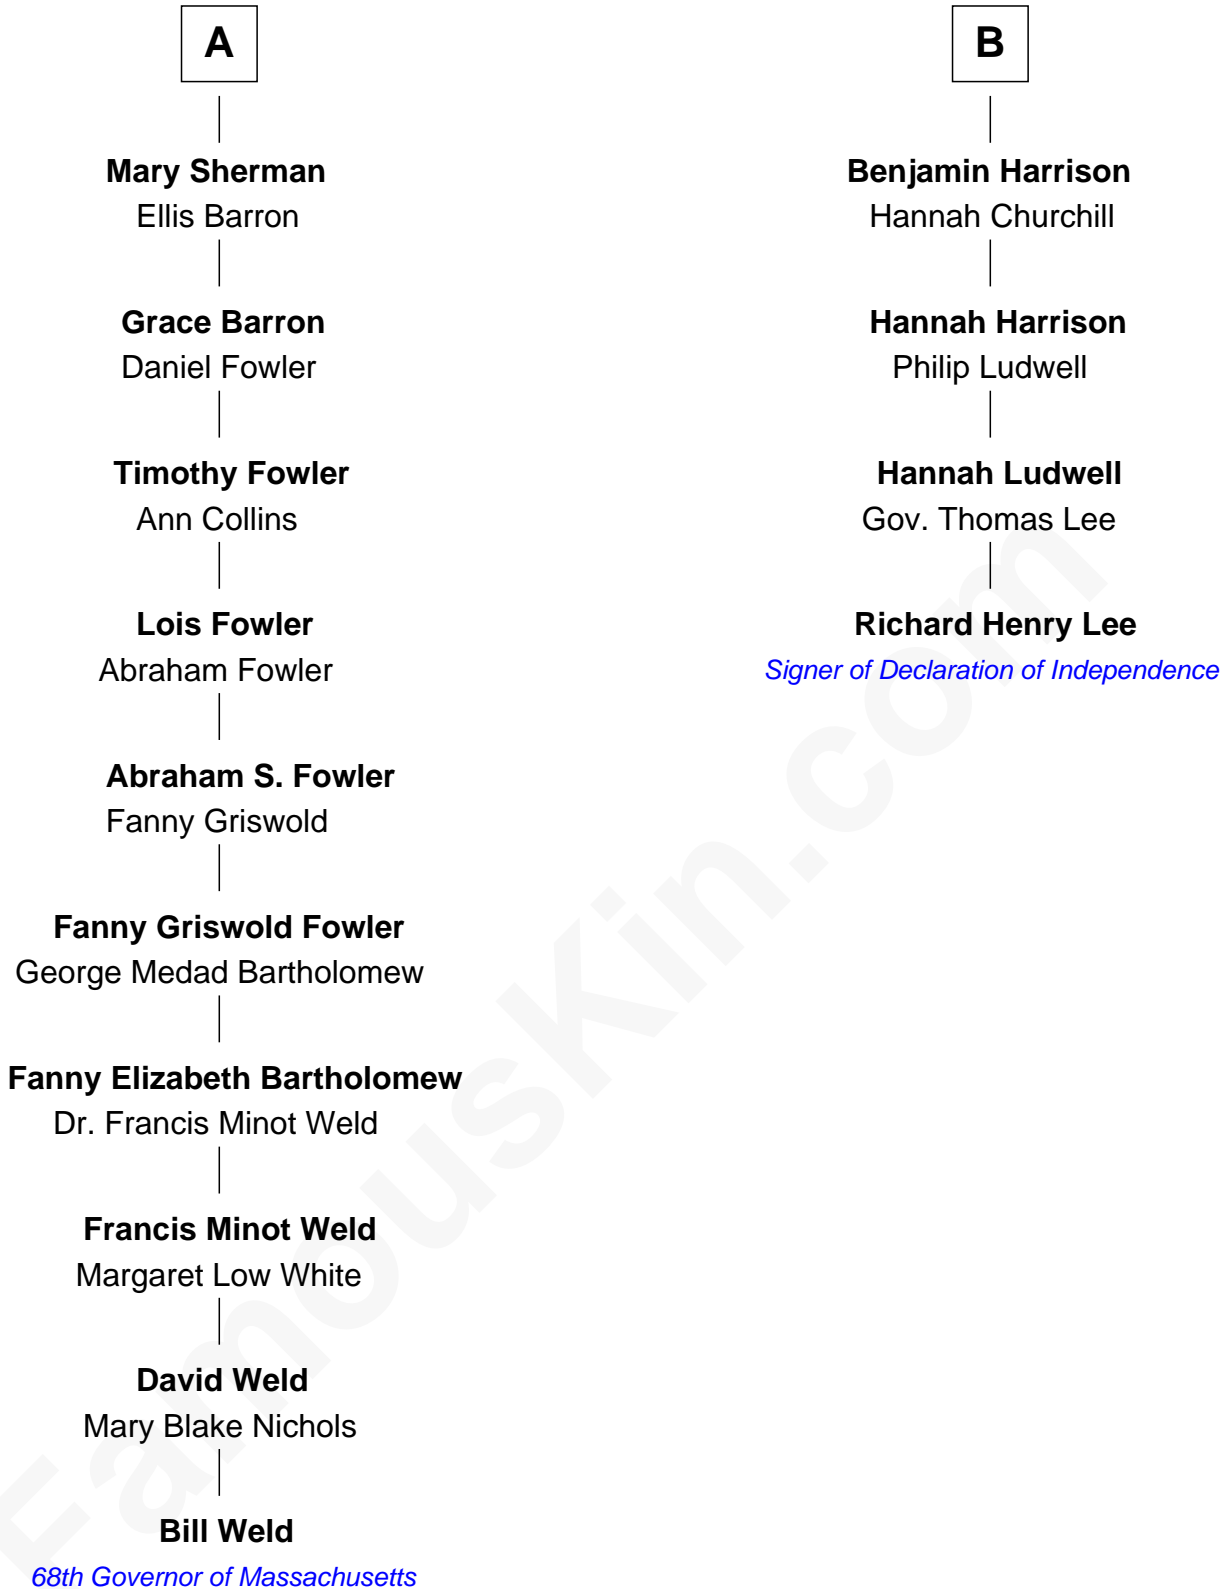 A
Mary Sherman
Ellis Barron
Grace Barron
Daniel Fowler
Timothy Fowler
Ann Collins
Lois Fowler
Abraham Fowler
Abraham S. Fowler
Fanny Griswold
Fanny Griswold Fowler
George Medad Bartholomew
Fanny Elizabeth Bartholomew
Dr. Francis Minot Weld
Francis Minot Weld
Margaret Low White
David Weld
Mary Blake Nichols
Bill Weld
68th Governor of Massachusetts
B
Benjamin Harrison
Hannah Churchill
Hannah Harrison
Philip Ludwell
Hannah Ludwell
Gov. Thomas Lee
Richard Henry Lee
Signer of Declaration of Independence
FamousKin.com